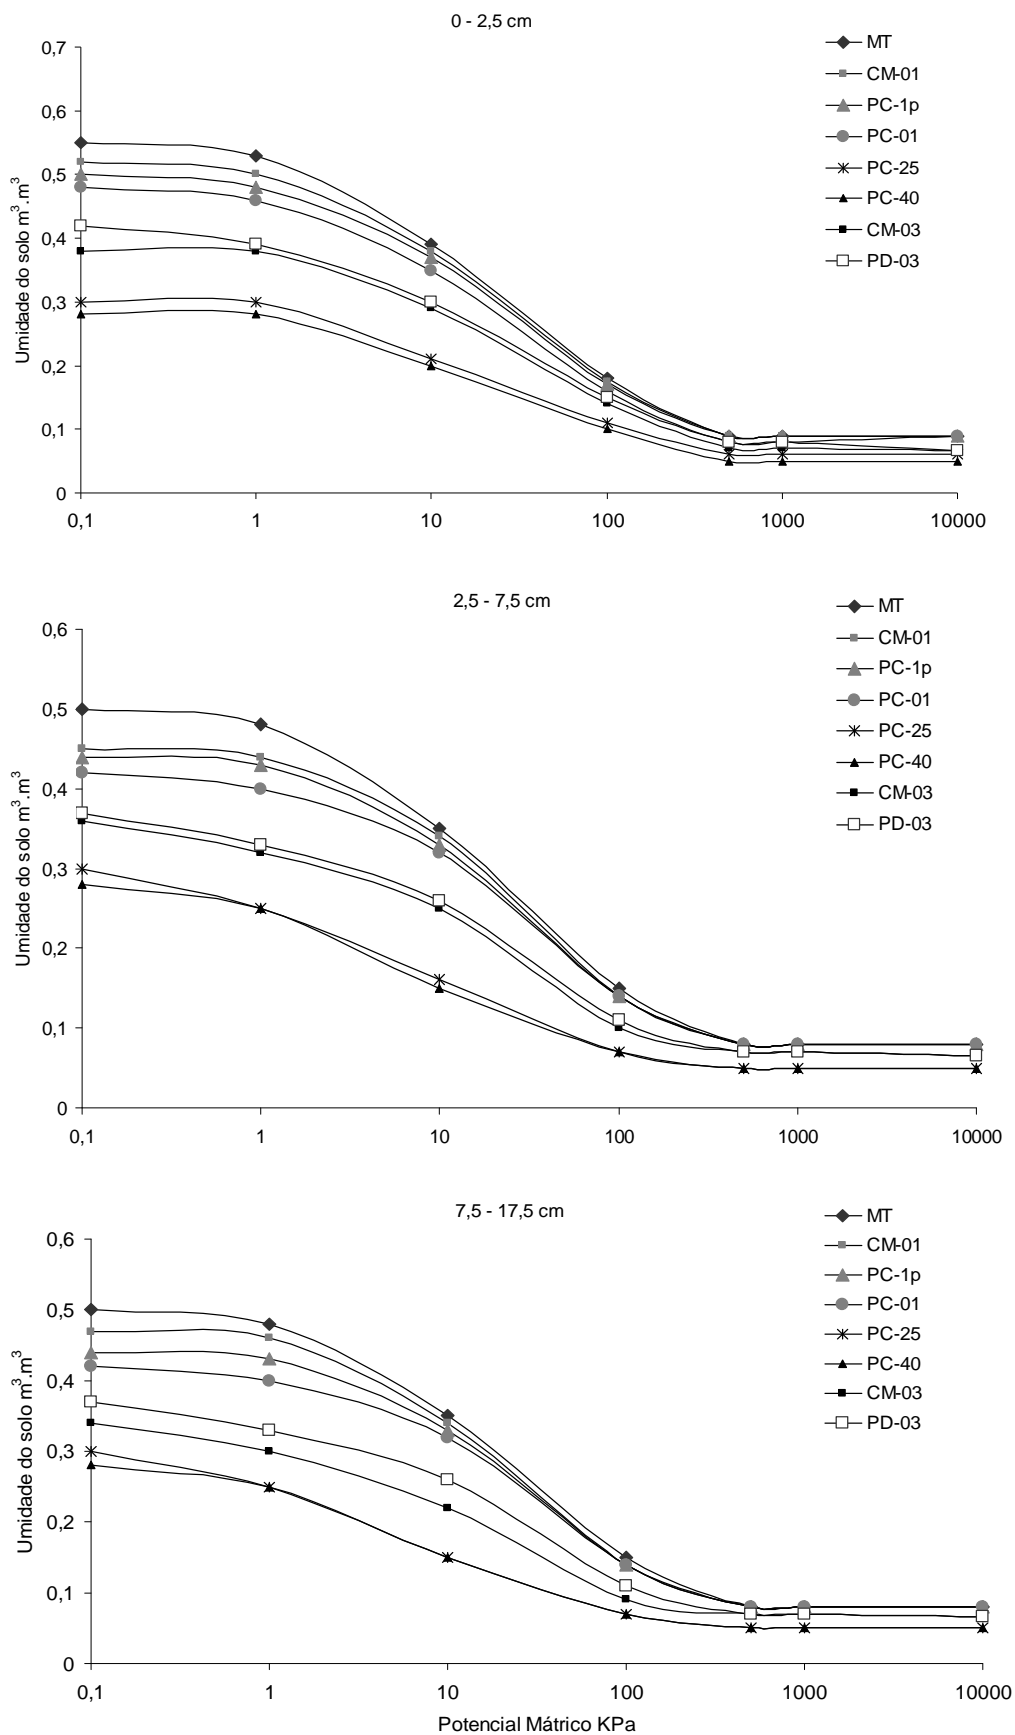 0 - 2,5 cm
Umidade do solo m³.m³
0,7
0,6
0,5
0,4
0,3
0,2
0,1
0
0,1 1 10 100 1000 10000
MT
CM-01
PC-1p
PC-01
PC-25
PC-40
CM-03
PD-03
2,5 - 7,5 cm
Umidade do solo m³.m³
0,6
0,5
0,4
0,3
0,2
0,1
0
0,1 1 10 100 1000 10000
MT
CM-01
PC-1p
PC-01
PC-25
PC-40
CM-03
PD-03
7,5 - 17,5 cm
Umidade do solo m³.m³
0,6
0,5
0,4
0,3
0,2
0,1
0
0,1 1 10 100 1000 10000
MT
CM-01
PC-1p
PC-01
PC-25
PC-40
CM-03
PD-03
Potencial Mátrico KPa